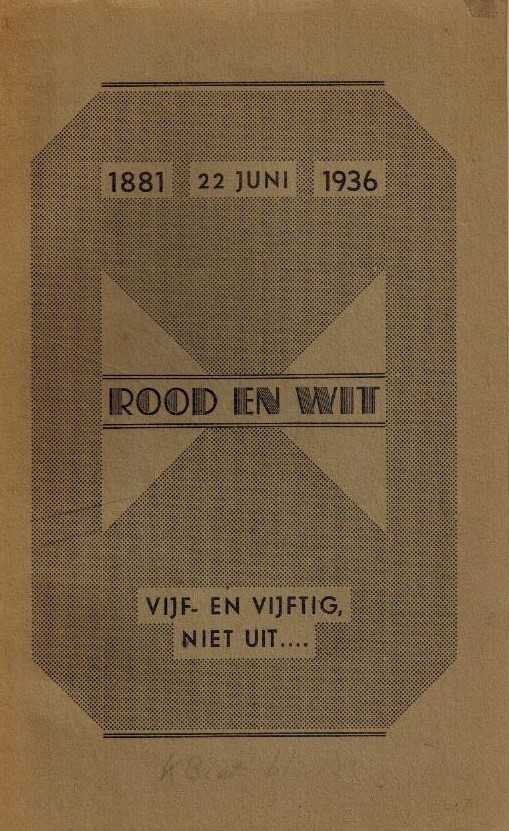 1881 22 JUNI 1936
ROOD EN WIT
VIJF- EN VIJFTIG,
NIET UIT....